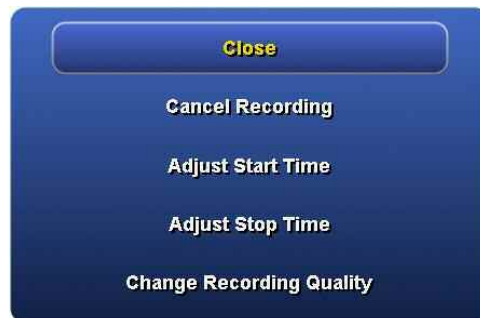 Close
Cancel Recording
Adjust Start Time
Adjust Stop Time
Change Recording Quality